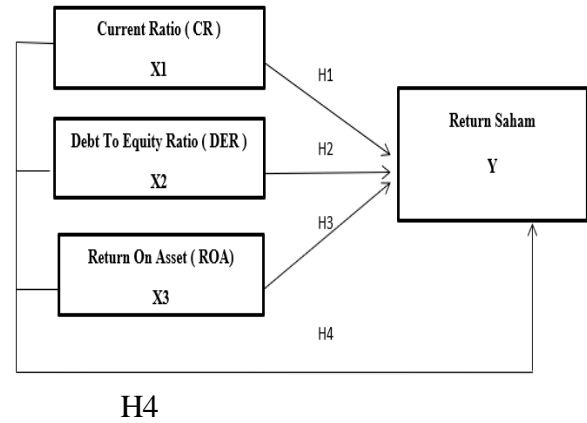 Current Ratio ( CR )
X1
H1
Debt To Equity Ratio ( DER )
X2
H2
Return Saham
Y
H3
Return On Asset ( ROA)
X3
H4
H4